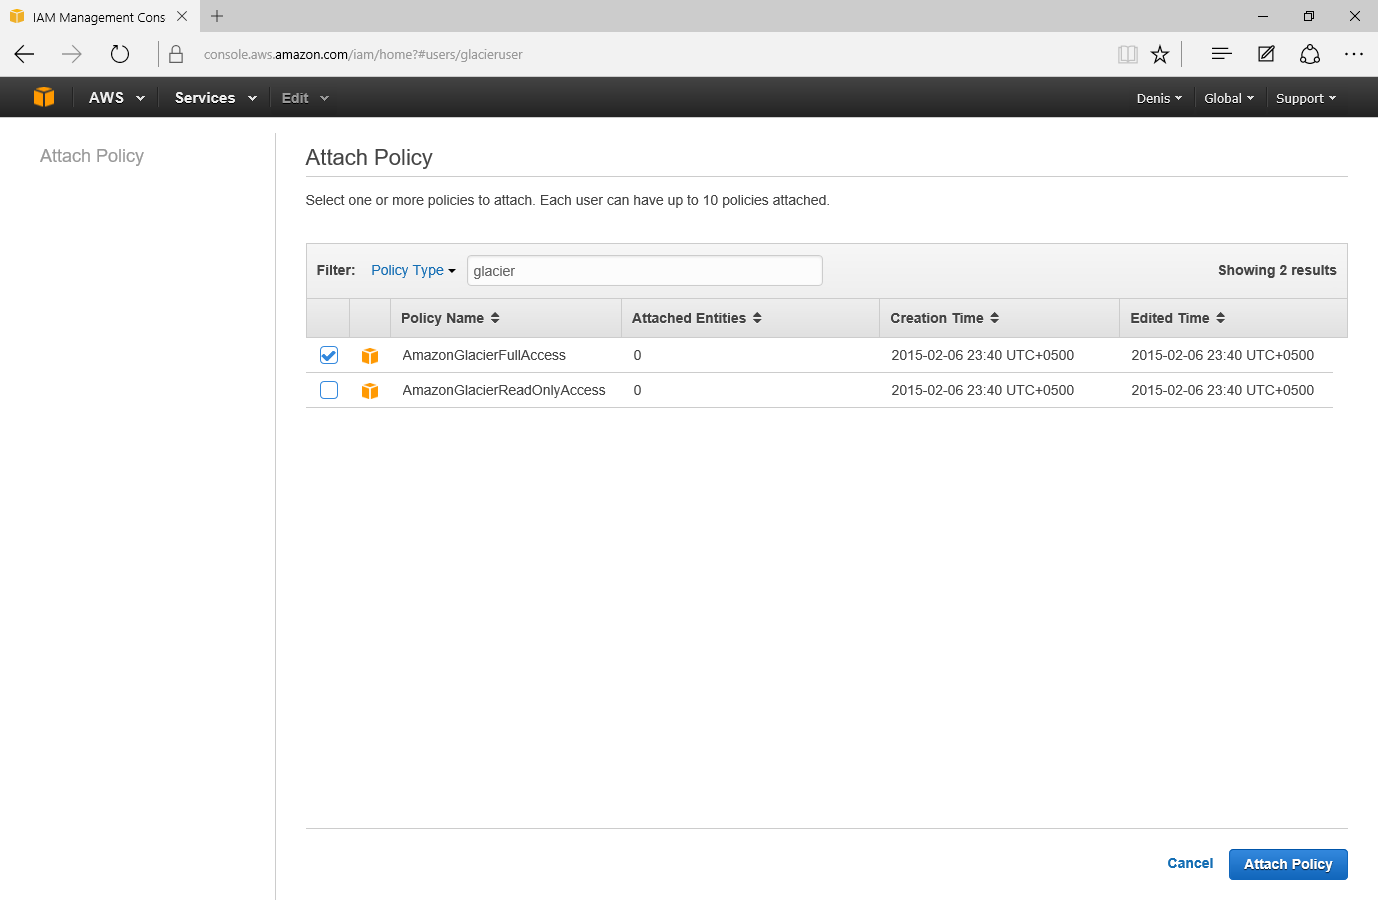 IAM Management Cons
console.aws.amazon.com/iam/home?#users/glacieruser
AWS Services Edit Denis Global Support
Attach Policy
Attach Policy
Select one or more policies to attach. Each user can have up to 10 policies attached.
Filter: Policy Type glacier Showing 2 results
Policy Name Attached Entities Creation Time Edited Time
AmazonGlacierFullAccess 0 2015-02-06 23:40 UTC+0500 2015-02-06 23:40 UTC+0500
AmazonGlacierReadOnlyAccess 0 2015-02-06 23:40 UTC+0500 2015-02-06 23:40 UTC+0500
Cancel Attach Policy